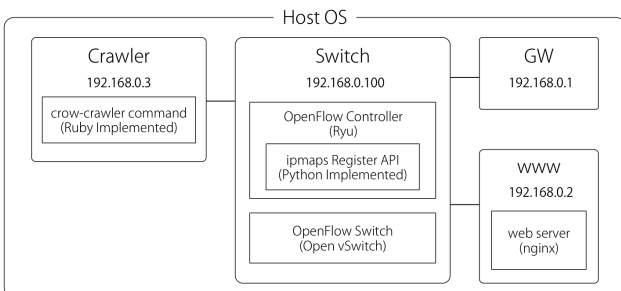 Host OS
Crawler
192.168.0.3
crow-crawler command
(Ruby Implemented)
Switch
192.168.0.100
OpenFlow Controller
(Ryu)
ipmaps Register API
(Python Implemented)
OpenFlow Switch
(Open vSwitch)
GW
192.168.0.1
www
192.168.0.2
web server
(nginx)